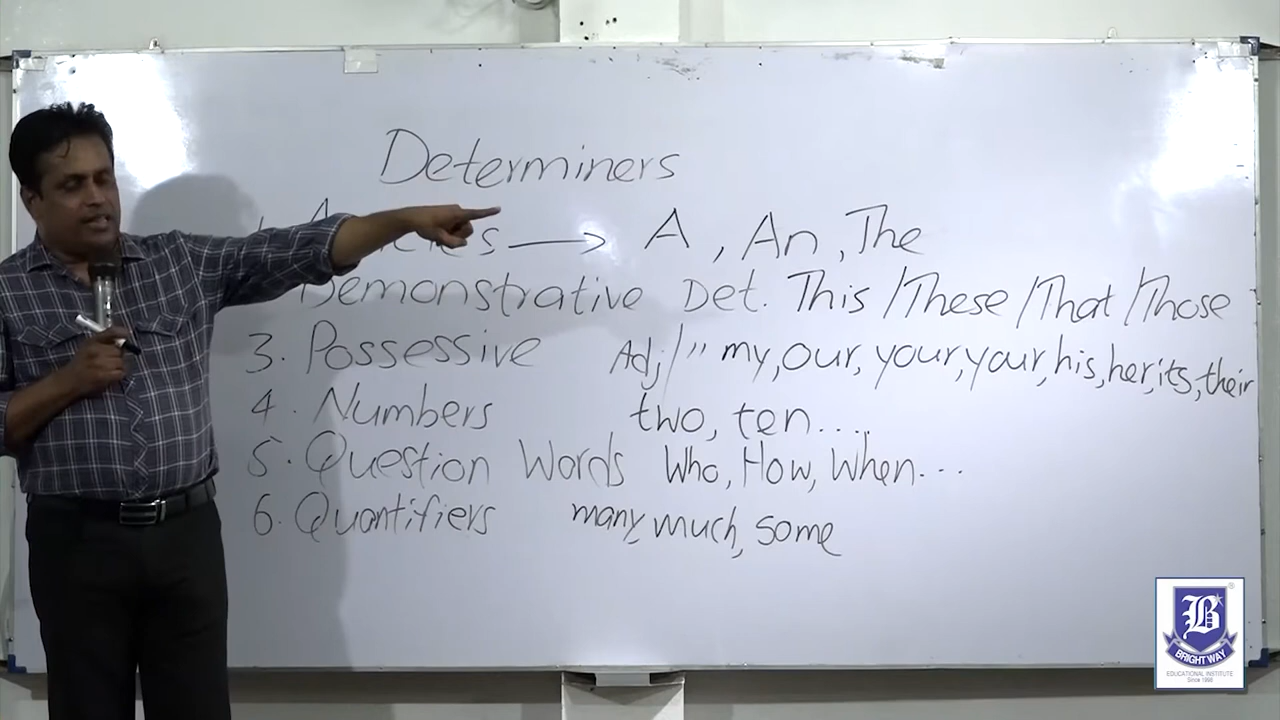 Determiners
→ A, An, The
Demonstrative Det. This/These/That/Those
3. Possessive Adj/" my, our, your, your, his, her, its, their
4. Numbers two, ten....
5. Question Words Who, How, When...
6. Quantifiers many, much, some
B
BRIGHT WAY
EDUCATIONAL INSTITUTE
Since 1996